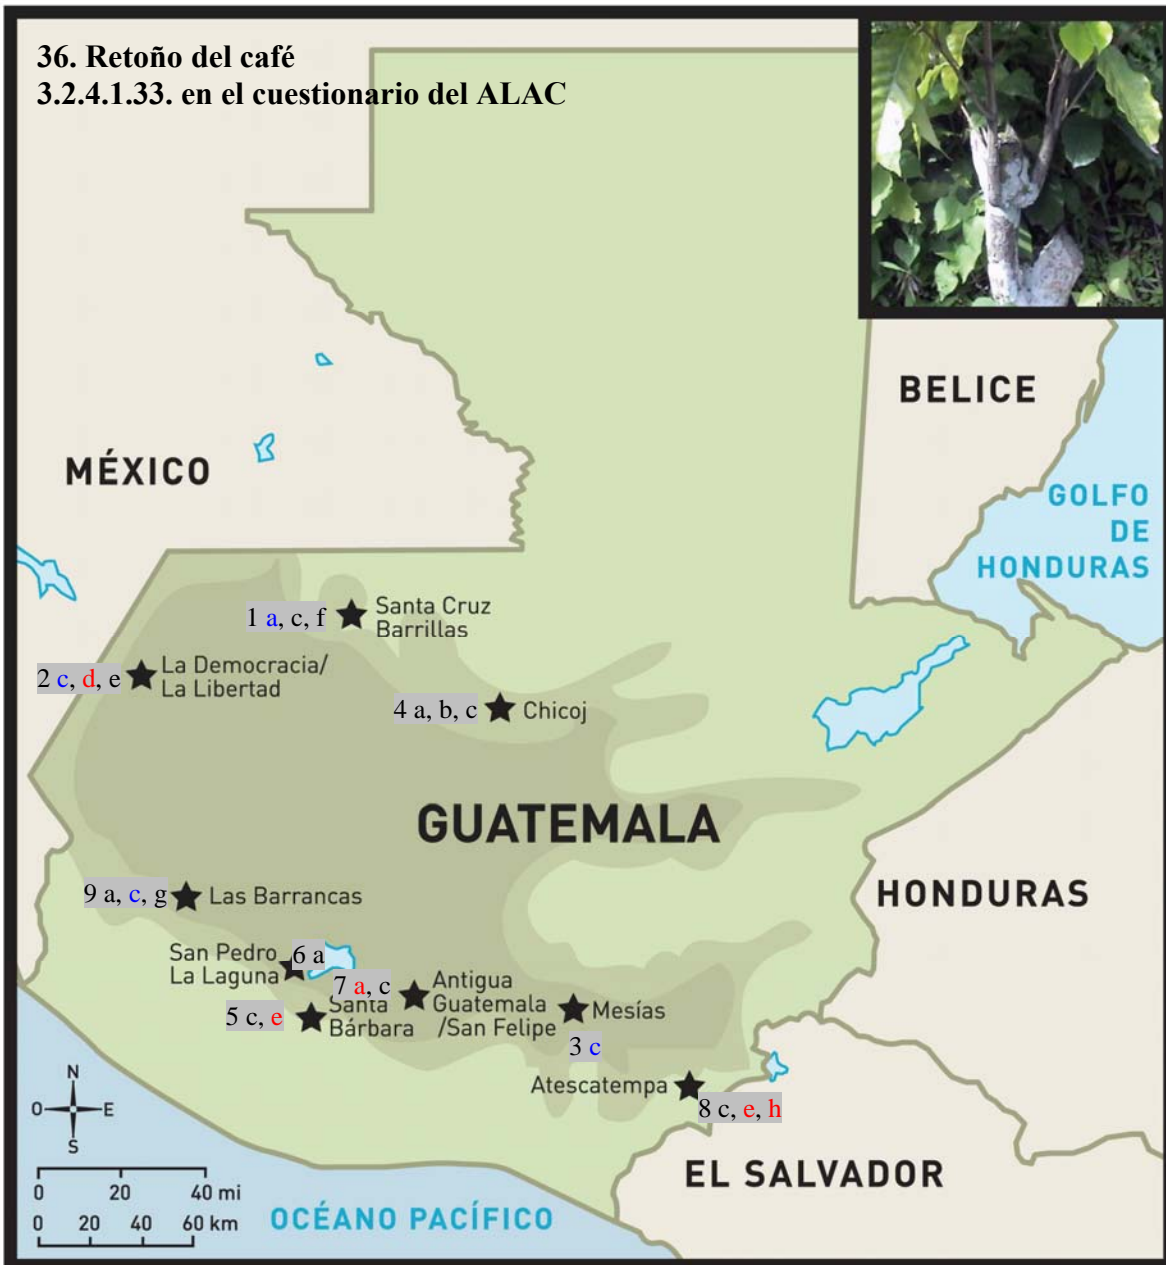 36. Retoño del café
3.2.4.1.33. en el cuestionario del ALAC
BELICE
MÉXICO
GOLFO
DE
HONDURAS
1 a, c, f
Santa Cruz
Barrillas
2 c, d, e
La Democracia/
La Libertad
4 a, b, c
Chicoj
GUATEMALA
9 a, c, g
Las Barrancas
HONDURAS
San Pedro
La Laguna
6 a
7 a, c
Antigua
Guatemala
/San Felipe
5 c, e
Santa
Bárbara
Mesías
3 c
Atescatempa
8 c, e, h
N
O
E
S
0 20 40 mi
0 20 40 60 km
EL SALVADOR
OCÉANO PACÍFICO